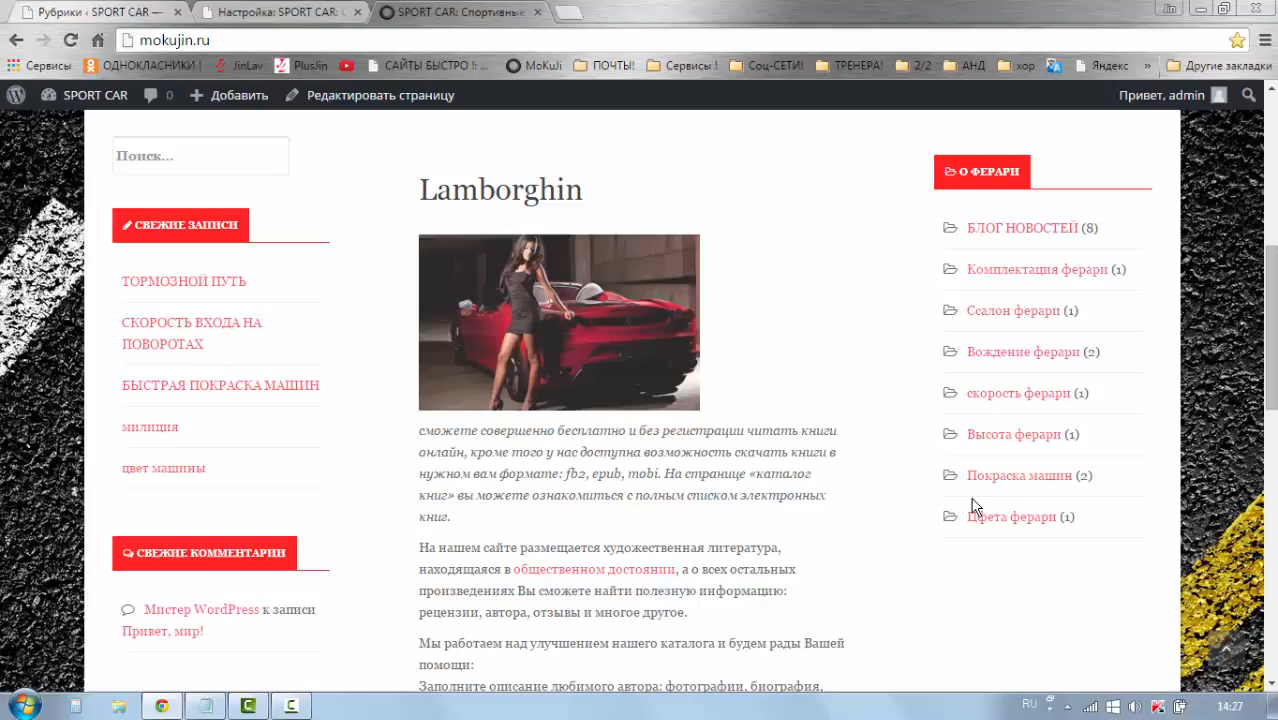 Рубрики ‹ SPORT CAR —
Настройка: SPORT CAR: С
SPORT CAR: Спортивные
mokujin.ru
Сервисы
ОДНОКЛАСНИКИ !
JinLav
PlusJin
САЙТЫ БЫСТРО !: ...
MoKuJi
ПОЧТЫ!
Сервисы !
Соц-СЕТИ!
ТРЕНЕРА!
2/2
АНД
хор
Яндекс
»
Другие закладки
SPORT CAR
0
Добавить
Редактировать страницу
Привет, admin
Поиск...
СВЕЖИЕ ЗАПИСИ
ТОРМОЗНОЙ ПУТЬ
СКОРОСТЬ ВХОДА НА
ПОВОРОТАХ
БЫСТРАЯ ПОКРАСКА МАШИН
милиция
цвет машины
СВЕЖИЕ КОММЕНТАРИИ
Мистер WordPress к записи
Привет, мир!
Lamborghin
сможете совершенно бесплатно и без регистрации читать книги
онлайн, кроме того у нас доступна возможность скачать книги в
нужном вам формате: fb2, epub, mobi. На странице «каталог
книг» вы можете ознакомиться с полным списком электронных
книг.
На нашем сайте размещается художественная литература,
находящаяся в общественном достоянии, а о всех остальных
произведениях Вы сможете найти полезную информацию:
рецензии, автора, отзывы и многое другое.
Мы работаем над улучшением нашего каталога и будем рады Вашей
помощи:
Заполните описание любимого автора: фотографии, биография,
О ФЕРАРИ
БЛОГ НОВОСТЕЙ (8)
Комплектация ферари (1)
Ссалон ферари (1)
Вождение ферари (2)
скорость ферари (1)
Высота ферари (1)
Покраска машин (2)
Цвета ферари (1)
RU
14:27